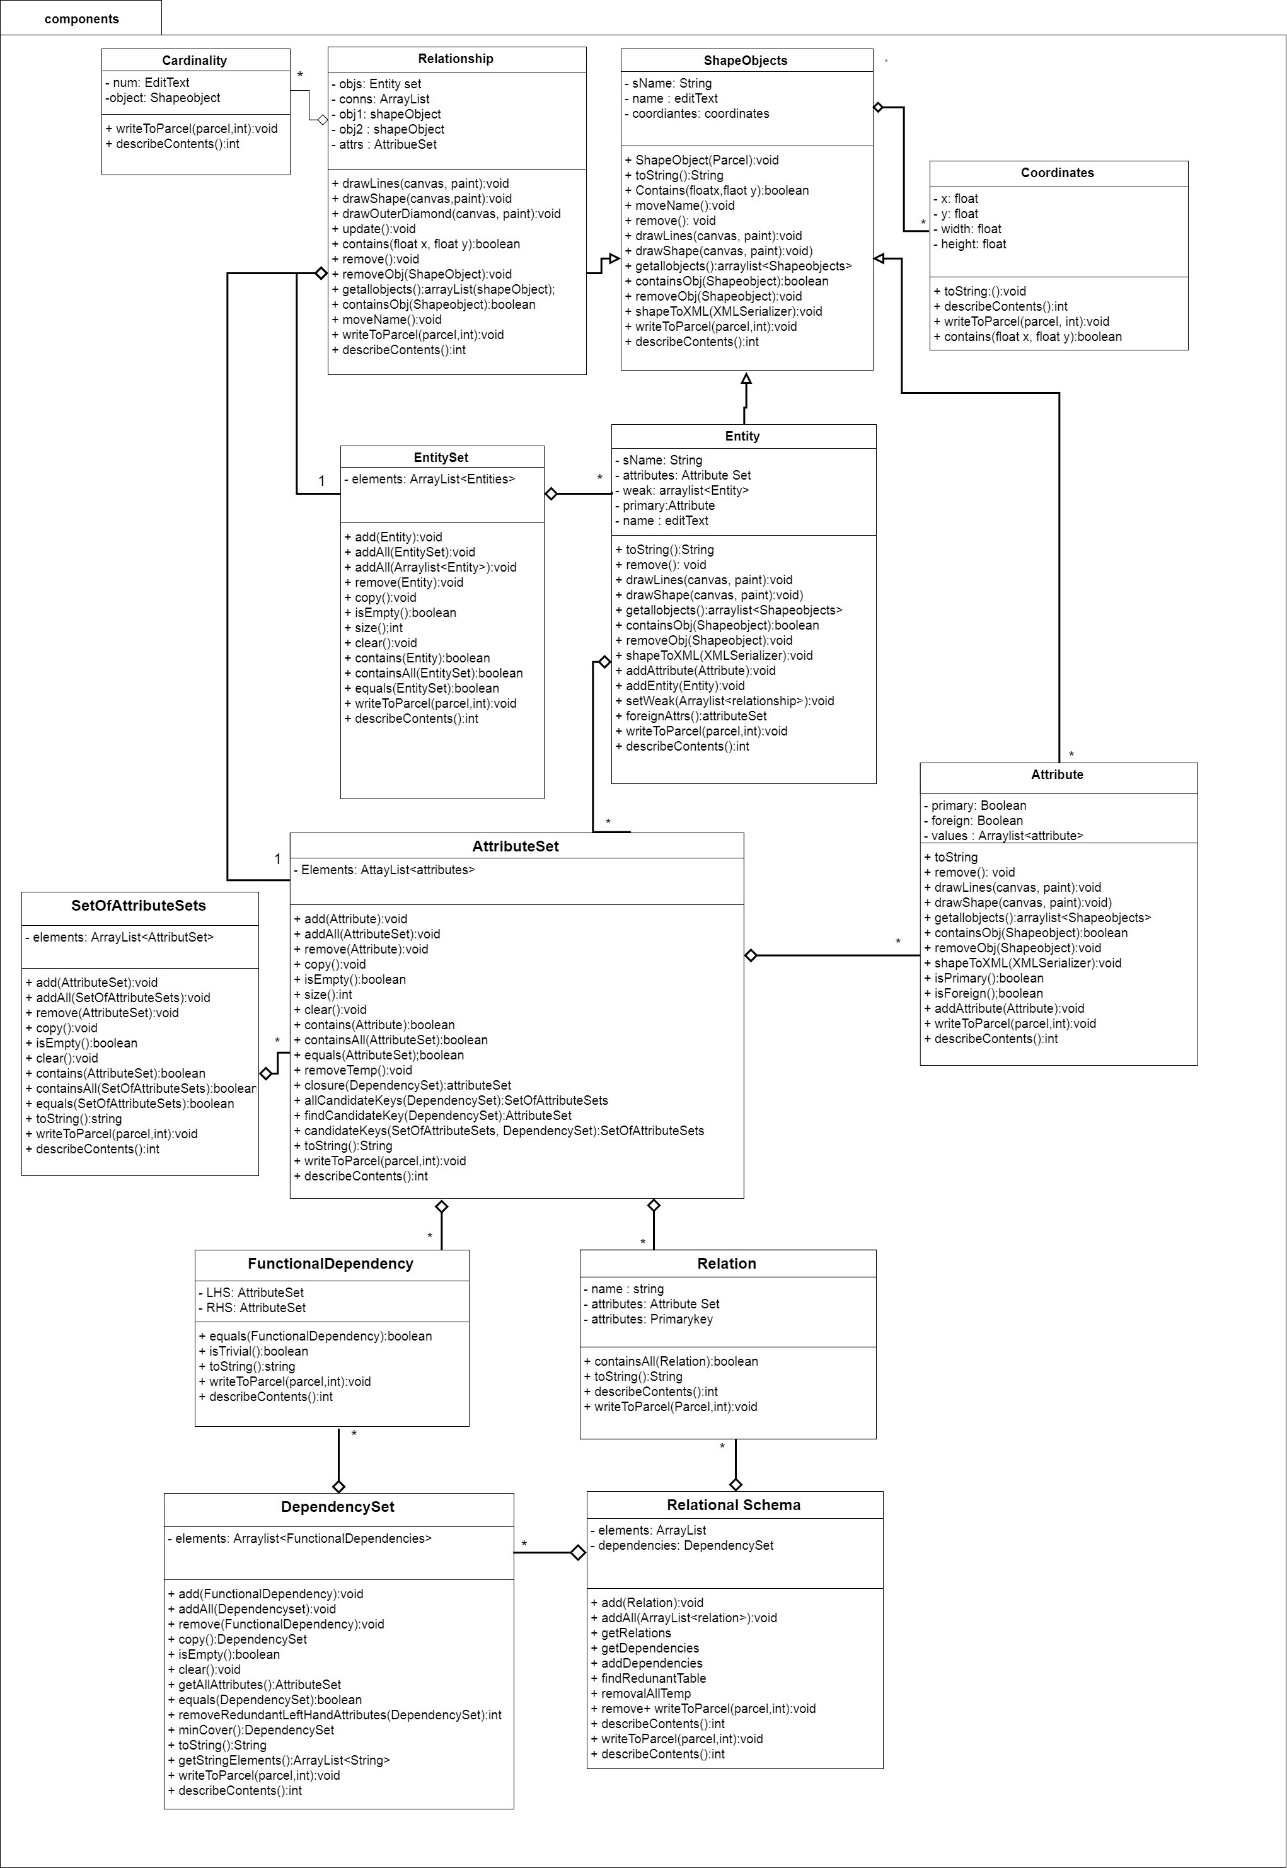 components
Cardinality
- num: EditText
-object: Shapeobject
+ writeToParcel(parcel,int):void
+ describeContents():int
*
Relationship
- objs: Entity set
- conns: ArrayList
- obj1: shapeObject
- obj2 : shapeObject
- attrs : AttribueSet
+ drawLines(canvas, paint):void
+ drawShape(canvas,paint):void
+ drawOuterDiamond(canvas, paint):void
+ update():void
+ contains(float x, float y):boolean
+ remove():void
+ removeObj(ShapeObject):void
+ getallobjects():arrayList(shapeObject);
+ containsObj(Shapeobject):boolean
+ moveName():void
+ writeToParcel(parcel,int):void
+ describeContents():int
ShapeObjects
- sName: String
- name : editText
- coordiantes: coordinates
+ ShapeObject(Parcel):void
+ toString():String
+ Contains(floatx,flaot y):boolean
+ moveName():void
+ remove(): void
+ drawLines(canvas, paint):void
+ drawShape(canvas, paint):void)
+ getallobjects():arraylist<Shapeobjects>
+ containsObj(Shapeobject):boolean
+ removeObj(Shapeobject):void
+ shapeToXML(XMLSerializer):void
+ writeToParcel(parcel,int):void
+ describeContents():int
*
*
Coordinates
- x: float
- y: float
- width: float
- height: float
+ toString:():void
+ describeContents():int
+ writeToParcel(parcel, int):void
+ contains(float x, float y):boolean
EntitySet
- elements: ArrayList<Entities>
+ add(Entity):void
+ addAll(EntitySet):void
+ addAll(Arraylist<Entity>):void
+ remove(Entity):void
+ copy():void
+ isEmpty():boolean
+ size();int
+ clear():void
+ contains(Entity):boolean
+ containsAll(EntitySet):boolean
+ equals(EntitySet):boolean
+ writeToParcel(parcel,int):void
+ describeContents():int
1
*
Entity
- sName: String
- attributes: Attribute Set
- weak: arraylist<Entity>
- primary:Attribute
- name : editText
+ toString():String
+ remove(): void
+ drawLines(canvas, paint):void
+ drawShape(canvas, paint):void)
+ getallobjects():arraylist<Shapeobjects>
+ containsObj(Shapeobject):boolean
+ removeObj(Shapeobject):void
+ shapeToXML(XMLSerializer):void
+ addAttribute(Attribute):void
+ addEntity(Entity):void
+ setWeak(Arraylist<relationship>):void
+ foreignAttrs():attributeSet
+ writeToParcel(parcel,int):void
+ describeContents():int
*
*
Attribute
- primary: Boolean
- foreign: Boolean
- values : Arraylist<attribute>
+ toString
+ remove(): void
+ drawLines(canvas, paint):void
+ drawShape(canvas, paint):void)
+ getallobjects():arraylist<Shapeobjects>
+ containsObj(Shapeobject):boolean
+ removeObj(Shapeobject):void
+ shapeToXML(XMLSerializer):void
+ isPrimary():boolean
+ isForeign();boolean
+ addAttribute(Attribute):void
+ writeToParcel(parcel,int):void
+ describeContents():int
1
*
AttributeSet
- Elements: AttayList<attributes>
+ add(Attribute):void
+ addAll(AttributeSet):void
+ remove(Attribute):void
+ copy():void
+ isEmpty():boolean
+ size():int
+ clear():void
+ contains(Attribute):boolean
+ containsAll(AttributeSet):boolean
+ equals(AttributeSet);boolean
+ removeTemp():void
+ closure(DependencySet):attributeSet
+ allCandidateKeys(DependencySet):SetOfAttributeSets
+ findCandidateKey(DependencySet):AttributeSet
+ candidateKeys(SetOfAttributeSets, DependencySet):SetOfAttributeSets
+ toString():String
+ writeToParcel(parcel,int):void
+ describeContents():int
SetOfAttributeSets
- elements: ArrayList<AttributSet>
+ add(AttributeSet):void
+ addAll(SetOfAttributeSets):void
+ remove(AttributeSet):void
+ copy():void
+ isEmpty():boolean
+ clear():void
+ contains(AttributeSet):boolean
+ containsAll(SetOfAttributeSets):boolean
+ equals(SetOfAttributeSets):boolean
+ toString():string
+ writeToParcel(parcel,int):void
+ describeContents():int
*
*
*
FunctionalDependency
- LHS: AttributeSet
- RHS: AttributeSet
+ equals(FunctionalDependency):boolean
+ isTrivial():boolean
+ toString():string
+ writeToParcel(parcel,int):void
+ describeContents():int
Relation
- name : string
- attributes: Attribute Set
- attributes: Primarykey
+ containsAll(Relation):boolean
+ toString():String
+ describeContents():int
+ writeToParcel(Parcel,int):void
*
*
DependencySet
- elements: Arraylist<FunctionalDependencies>
+ add(FunctionalDependency):void
+ addAll(Dependencyset):void
+ remove(FunctionalDependency):void
+ copy():DependencySet
+ isEmpty():boolean
+ clear():void
+ getAllAttributes():AttributeSet
+ equals(DependencySet):boolean
+ removeRedundantLeftHandAttributes(DependencySet):int
+ minCover():DependencySet
+ toString():String
+ getStringElements():ArrayList<String>
+ writeToParcel(parcel,int):void
+ describeContents():int
*
Relational Schema
- elements: ArrayList
- dependencies: DependencySet
+ add(Relation):void
+ addAll(ArrayList<relation>):void
+ getRelations
+ getDependencies
+ addDependencies
+ findRedunantTable
+ removalAllTemp
+ remove+ writeToParcel(parcel,int):void
+ describeContents():int
+ writeToParcel(parcel,int):void
+ describeContents():int